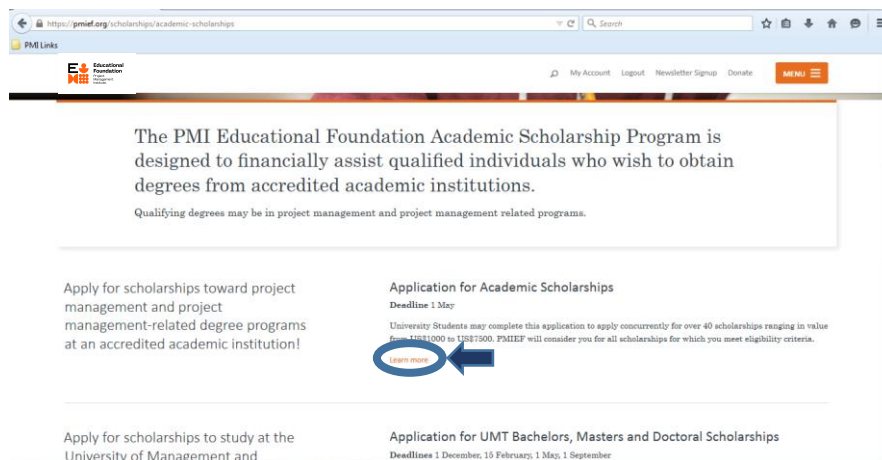 https://pmief.org/scholarships/academic-scholarships
Search
PMI Links
Educational
Foundation
Project
Management
Institute
My Account Logout Newsletter Signup Donate
MENU
The PMI Educational Foundation Academic Scholarship Program is
designed to financially assist qualified individuals who wish to obtain
degrees from accredited academic institutions.
Qualifying degrees may be in project management and project management related programs.
Apply for scholarships toward project
management and project
management-related degree programs
at an accredited academic institution!
Application for Academic Scholarships
Deadline 1 May
University Students may complete this application to apply concurrently for over 40 scholarships ranging in value
from US$1000 to US$7500. PMIEF will consider you for all scholarships for which you meet eligibility criteria.
Learn more
Apply for scholarships to study at the
University of Management and
Application for UMT Bachelors, Masters and Doctoral Scholarships
Deadlines 1 December, 15 February, 1 May, 1 September